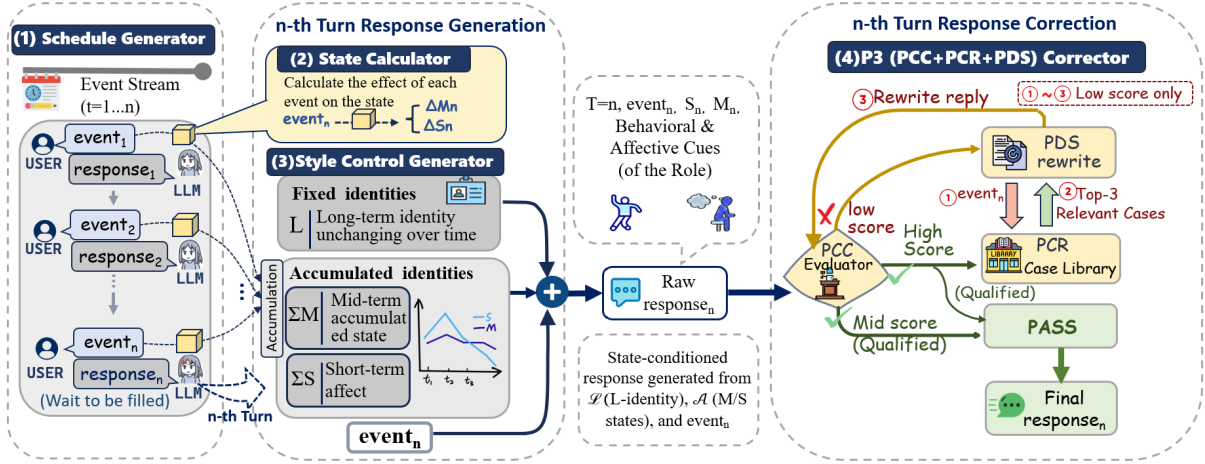 (1) Schedule Generator
Event Stream
(t=1...n)
event₁
USER
response₁
LLM
event₂
USER
response₂
LLM
eventₙ
USER
responseₙ
LLM
(Wait to be filled)
n-th Turn
n-th Turn Response Generation
(2) State Calculator
Calculate the effect of each
event on the state
eventₙ
ΔMn
ΔSn
(3)Style Control Generator
Fixed identities
L
Long-term identity
unchanging over time
Accumulation
Accumulated identities
ΣM
Mid-term
accumulat
ed state
ΣS
Short-term
affect
S
M
t₁ t₂ t₃
eventₙ
T=n, eventₙ, Sₙ, Mₙ,
Behavioral &
Affective Cues
(of the Role)
Raw
responseₙ
State-conditioned
response generated from
ℒ (L-identity), 𝒜 (M/S
states), and eventₙ
n-th Turn Response Correction
(4)P3 (PCC+PCR+PDS) Corrector
③Rewrite reply
①~③ Low score only
PDS
rewrite
①eventₙ
②Top-3
Relevant Cases
low
score
High
Score
PCC
Evaluator
LIBRARY
PCR
Case Library
(Qualified)
Mid score
(Qualified)
PASS
Final
responseₙ